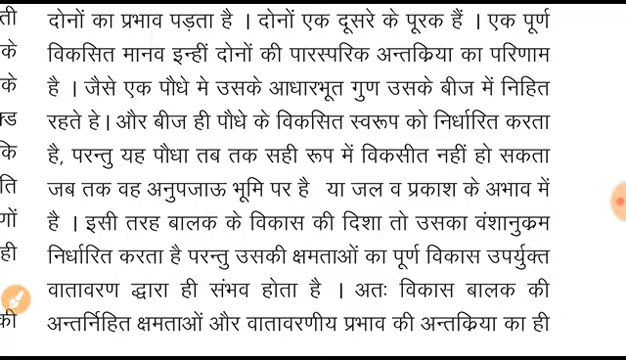 ती दोनों का प्रभाव पड़ता है । दोनों एक दूसरे के पूरक हैं । एक पूर्ण
के विकसित मानव इन्हीं दोनों की पारस्परिक अन्तक्रिया का परिणाम
के है । जैसे एक पौधे मे उसके आधारभूत गुण उसके बीज में निहित
क्ड रहते हे। और बीज ही पौधे के विकसित स्वरूप को निर्धारित करता
कि है, परन्तु यह पौधा तब तक सही रूप में विकसीत नहीं हो सकता
ति जब तक वह अनुपजाऊ भूमि पर है या जल व प्रकाश के अभाव में
गों है । इसी तरह बालक के विकास की दिशा तो उसका वंशानुक्रम
ही निर्धारित करता है परन्तु उसकी क्षमताओं का पूर्ण विकास उपर्युक्त
वातावरण द्वारा ही संभव होता है । अतः विकास बालक की
की अन्तर्निहित क्षमताओं और वातावरणीय प्रभाव की अन्तक्रिया का ही